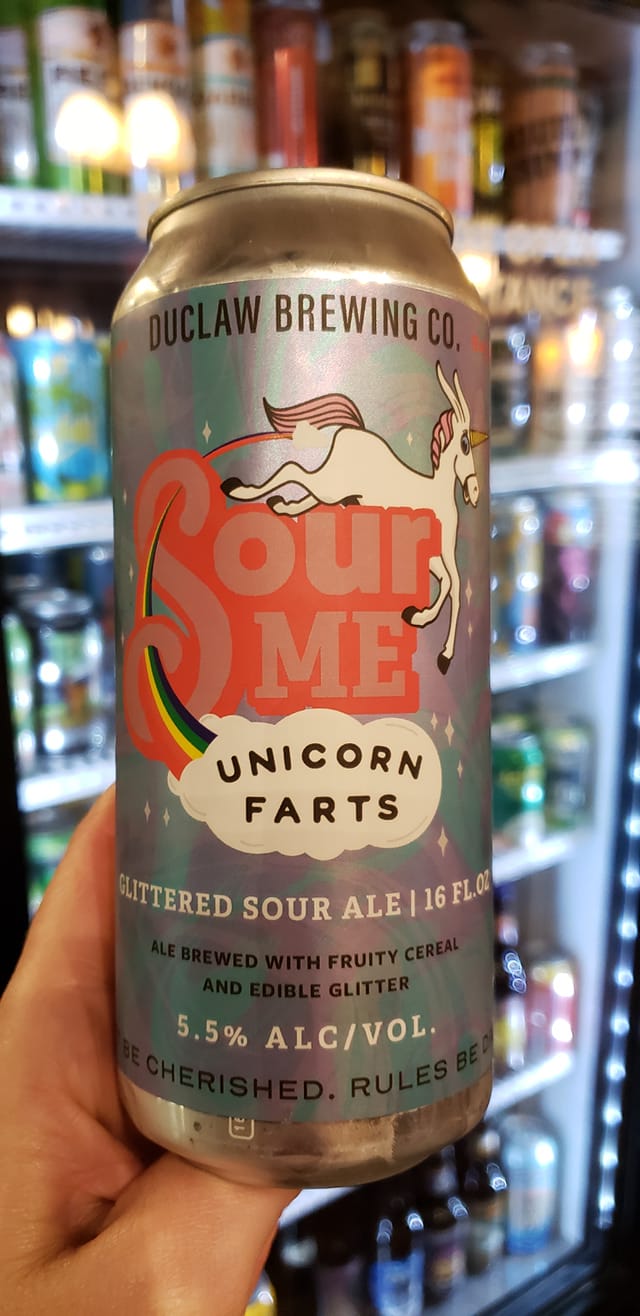 DUCLAW BREWING CO.
Sour
ME
UNICORN
FARTS
GLITTERED SOUR ALE | 16 FL.OZ
ALE BREWED WITH FRUITY CEREAL
AND EDIBLE GLITTER
5.5% ALC/VOL.
BE CHERISHED. RULES BE